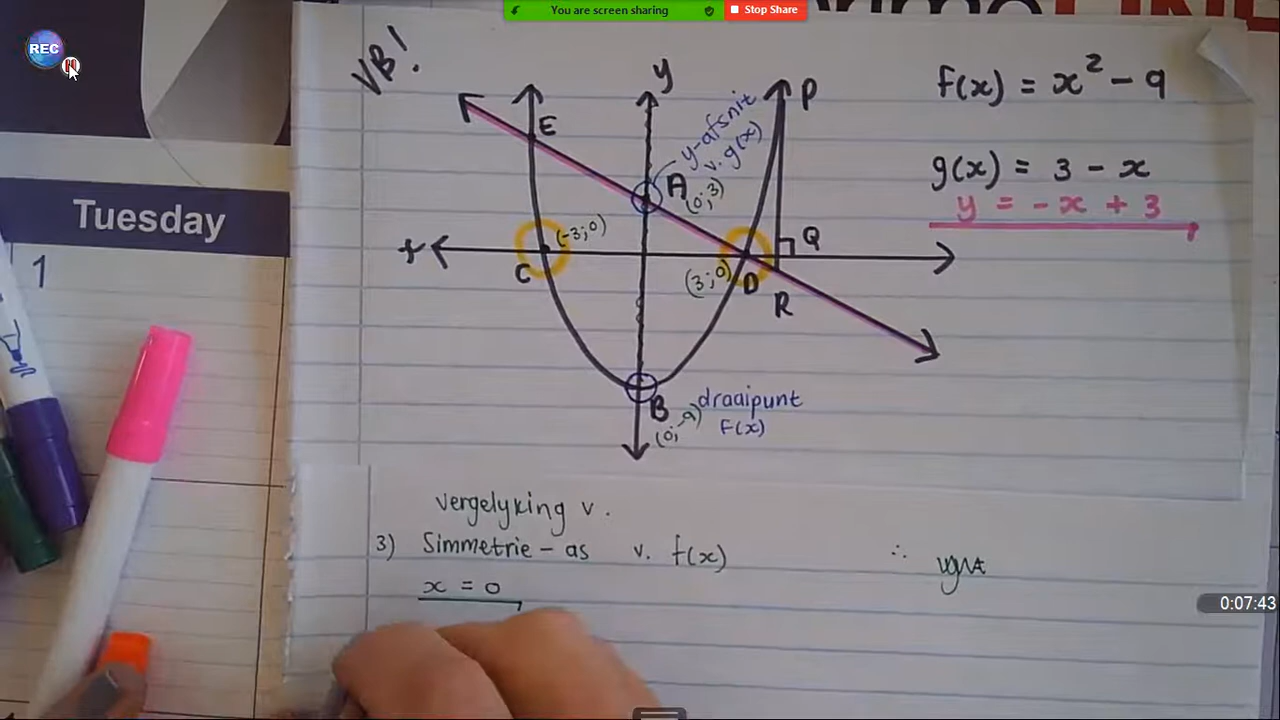 You are screen sharing
Stop Share
REC
VB!
y
P
E
y-afsnit
v. g(x)
A
(0;3)
f(x) = x² - 9
g(x) = 3 - x
y = -x + 3
Tuesday
1
(-3;0)
C
(3;0)
D
Q
R
B
(0;-9)
draaipunt
f(x)
vergelyking v.
3) Simmetrie - as v. f(x)
∴
x = 0
0:07:43